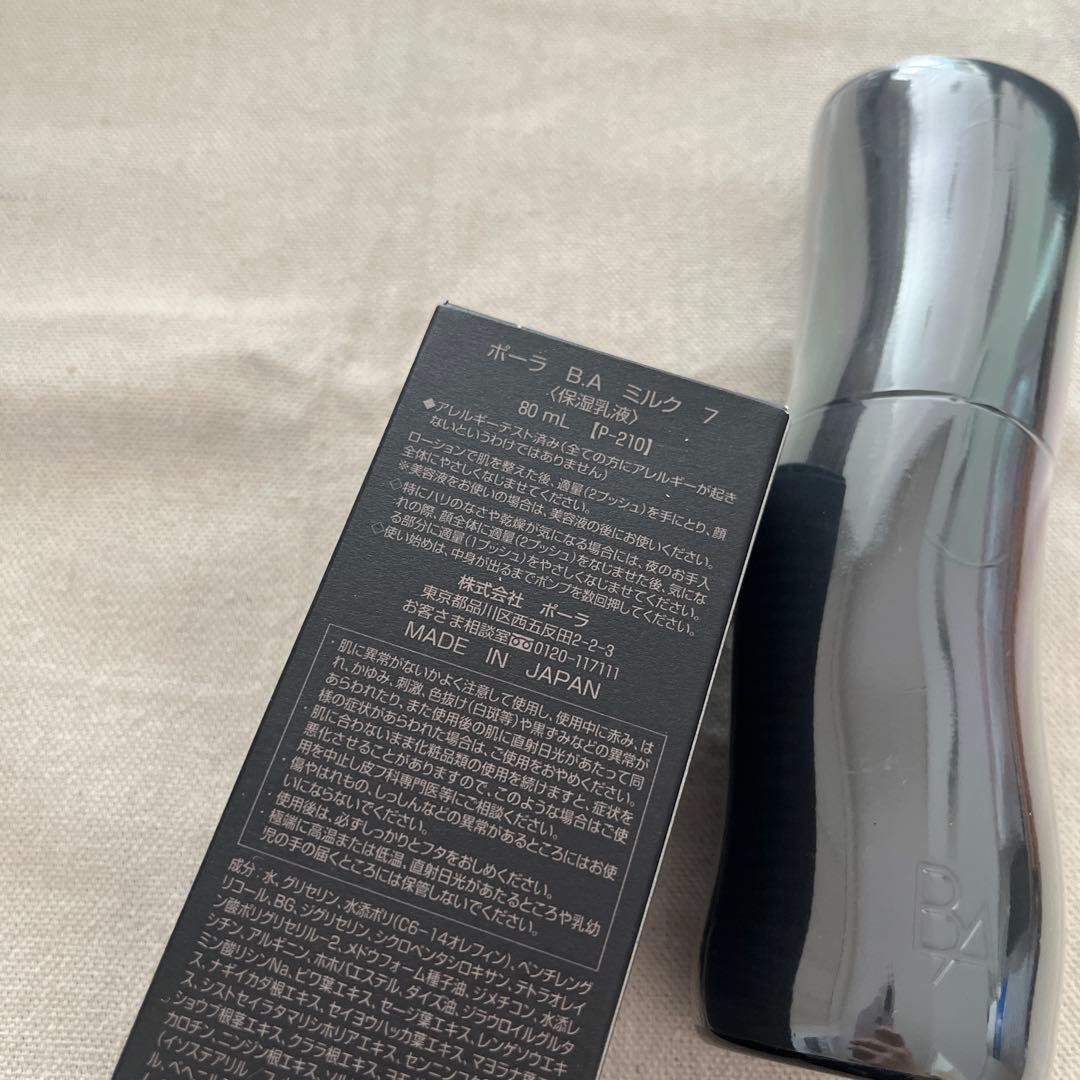 ポーラ B.A ミルク 7
〈保湿乳液〉
80 mL 【P-210】
◆アレルギーテスト済み(全ての方にアレルギーが起き
ないというわけではありません)
ローションで肌を整えた後、適量(2プッシュ)を手にとり、顔
全体にやさしくなじませてください。
※美容液をお使いの場合は、美容液の後にお使いください。
◇特にハリのなさや乾燥が気になる場合には、夜のお手入
れの際、顔全体に適量(2プッシュ)をなじませた後、気にな
る部分に適量(1プッシュ)をやさしくなじませてください。
◇使い始めは、中身が出るまでポンプを数回押してください。
株式会社 ポーラ
東京都品川区西五反田2-2-3
お客さま相談室 0120-117111
MADE IN JAPAN
・肌に異常がないかよく注意して使用し、使用中に赤み、は
れ、かゆみ、刺激、色抜け(白斑等)や黒ずみなどの異常が
あらわれたり、また使用後の肌に直射日光があたって同
様の症状があらわれた場合は、ご使用をおやめください。
・肌に合わないまま化粧品類の使用を続けますと、症状を
悪化させることがありますので、このような場合はご使
用を中止し皮フ科専門医等にご相談ください。
・傷やはれもの、しっしんなどの異常があるところにはお使
いにならないでください。
使用後は、必ずしっかりとフタをおしめください。
極端に高温または低温、直射日光があたるところや乳幼
児の手の届くところには保管しないでください。
成分:水、グリセリン、水添ポリ(C6-14オレフィン)、ペンチレング
リコール、BG、ジグリセリン、シクロペンタシロキサン、テトラオレイ
ン酸ポリグリセリル-2、メドウフォーム種子油、ジメチコン、水添レ
シチン、アルギニン、ホホバエステル、ダイズ油、ジラウロイルグルタ
ミン酸リシンNa、ビワ葉エキス、セージ葉エキス、レンゲソウエキ
ス、ナギイカダ根エキス、セイヨウハッカ葉エキス、マヨラナ葉
ス、シストセイラタマリシホリアエキス、
ショウブ根茎エキス、クララ根エキス、
カロチン、ニンジン根エキス、
(イソステアリル/
B.A